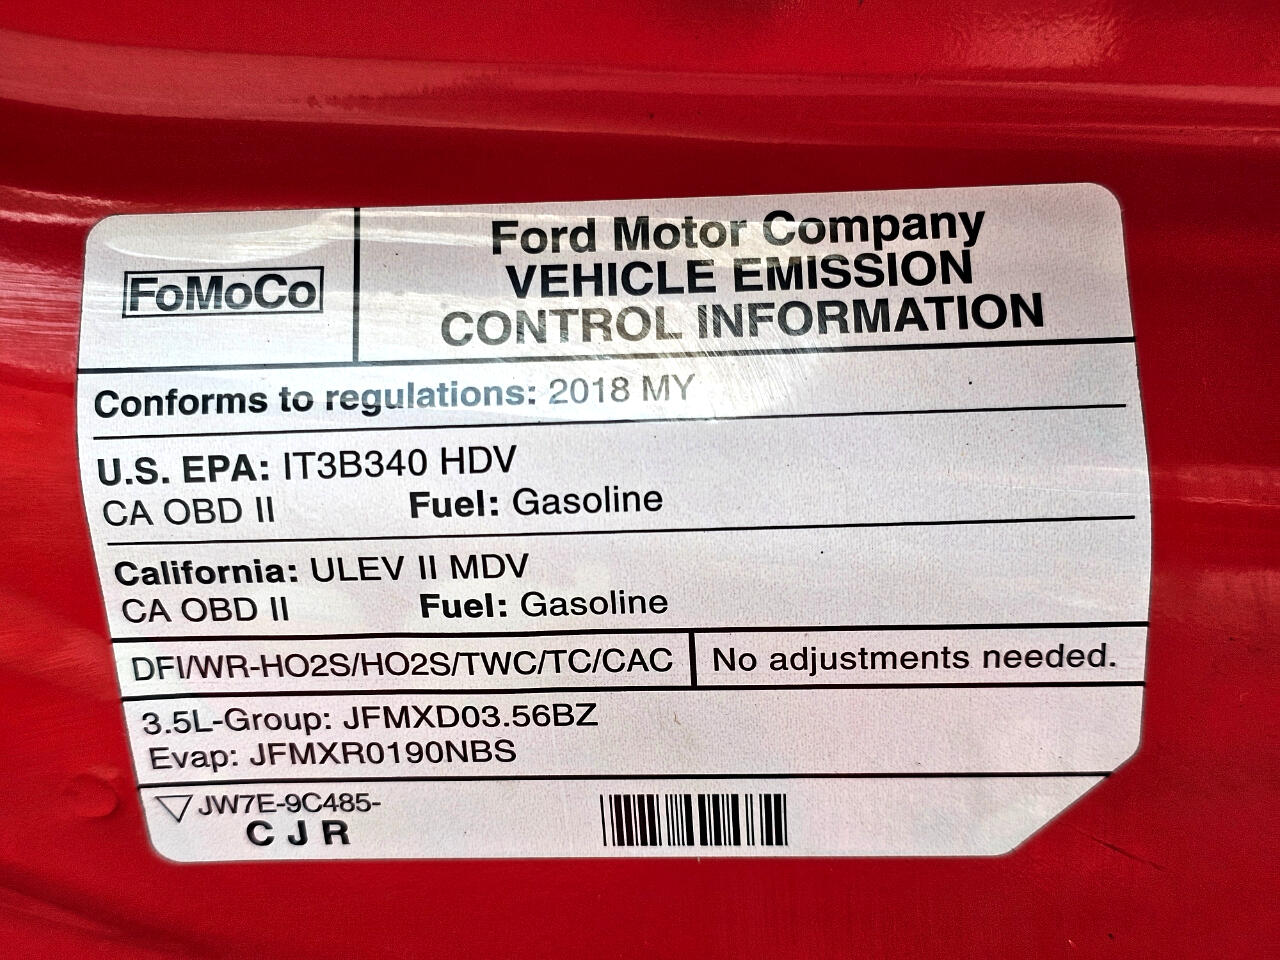 FoMoCo
Ford Motor Company
VEHICLE EMISSION
CONTROL INFORMATION
Conforms to regulations: 2018 MY
U.S. EPA: IT3B340 HDV
CA OBD II Fuel: Gasoline
California: ULEV II MDV
CA OBD II Fuel: Gasoline
DFI/WR-HO2S/HO2S/TWC/TC/CAC
No adjustments needed.
3.5L-Group: JFMXD03.56BZ
Evap: JFMXR0190NBS
JW7E-9C485-
C J R